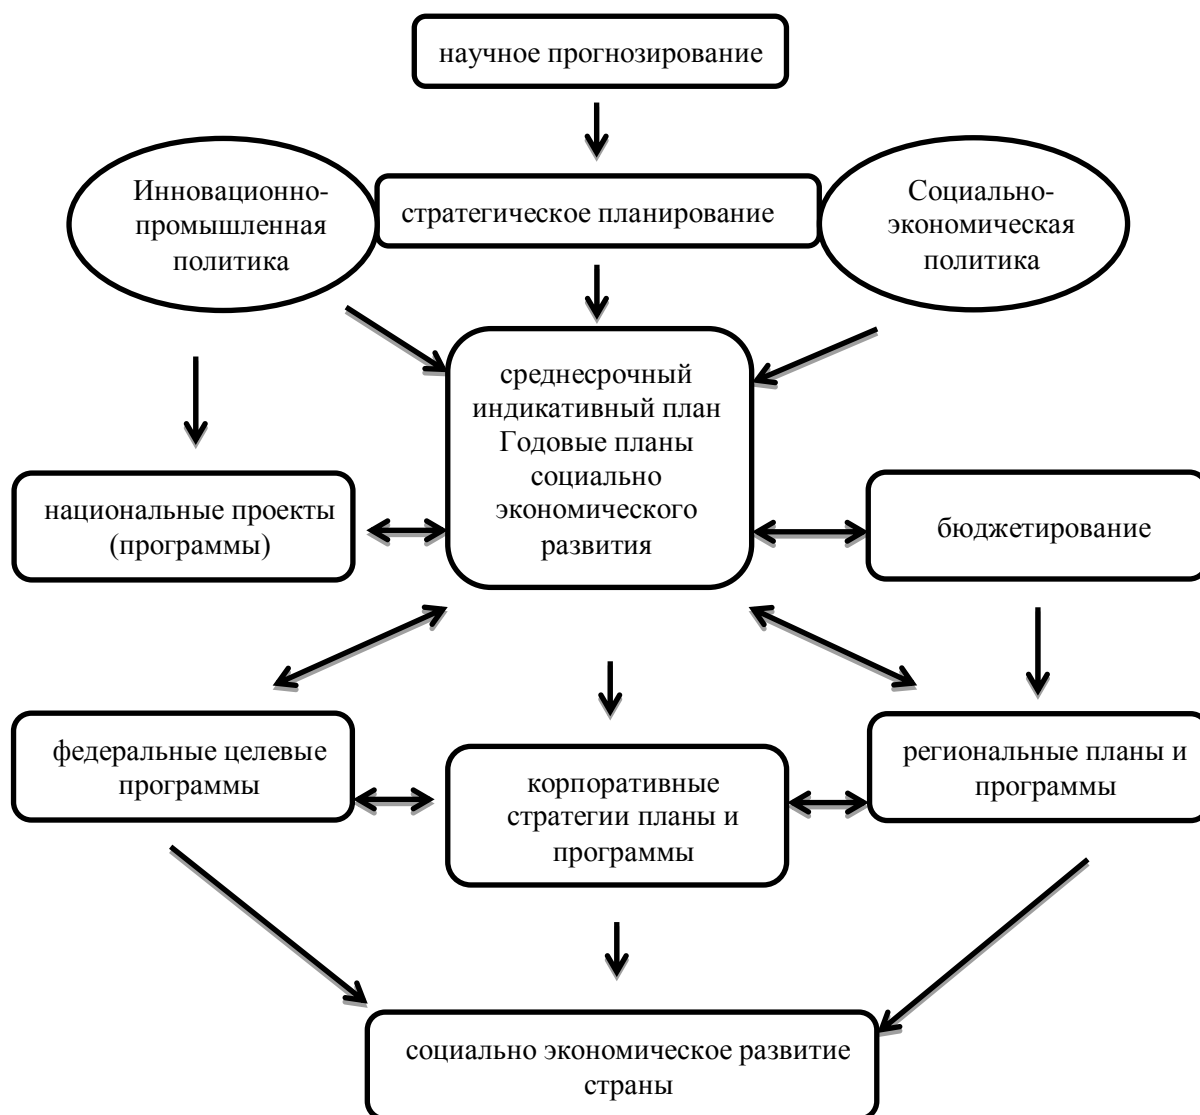 научное прогнозирование
Инновационно-
промышленная
политика
стратегическое планирование
Социально-
экономическая
политика
среднесрочный
индикативный план
Годовые планы
социально
экономического
развития
национальные проекты
(программы)
бюджетирование
федеральные целевые
программы
корпоративные
стратегии планы и
программы
региональные планы и
программы
социально экономическое развитие
страны